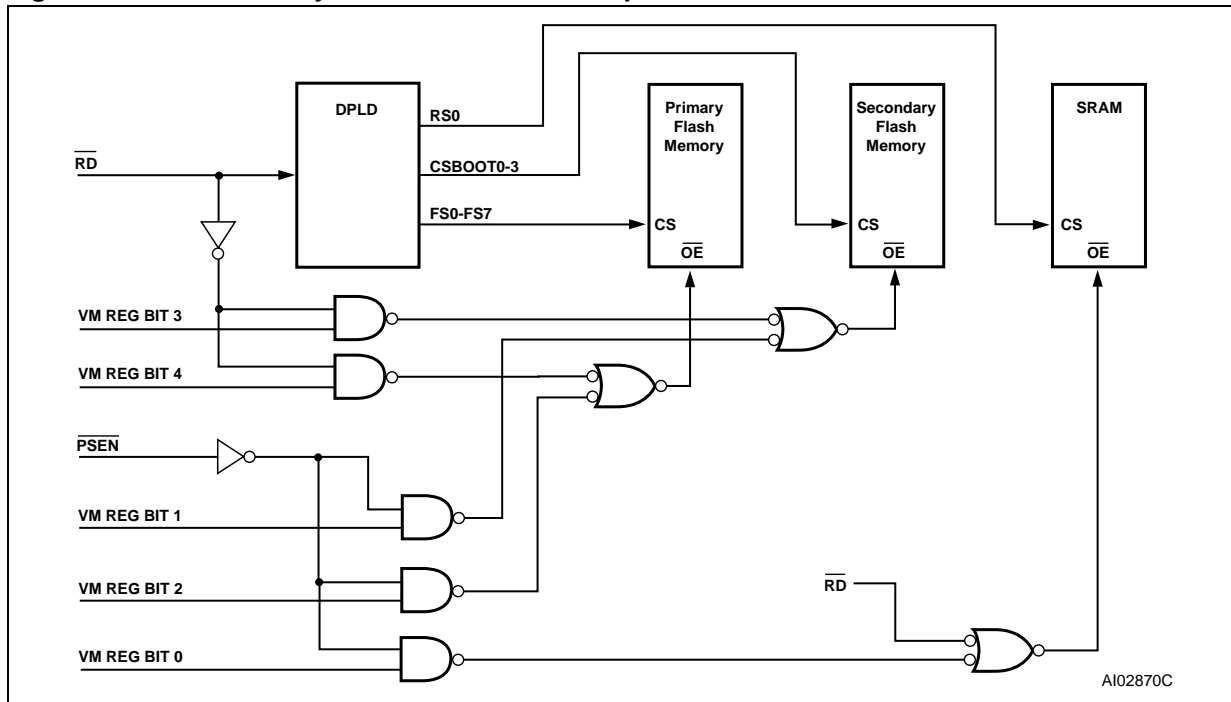 DPLD
RS0
CSBOOT0-3
FS0-FS7
Primary
Flash
Memory
CS
OE
Secondary
Flash
Memory
CS
OE
SRAM
CS
OE
RD
VM REG BIT 3
VM REG BIT 4
PSEN
VM REG BIT 1
VM REG BIT 2
VM REG BIT 0
RD
AI02870C